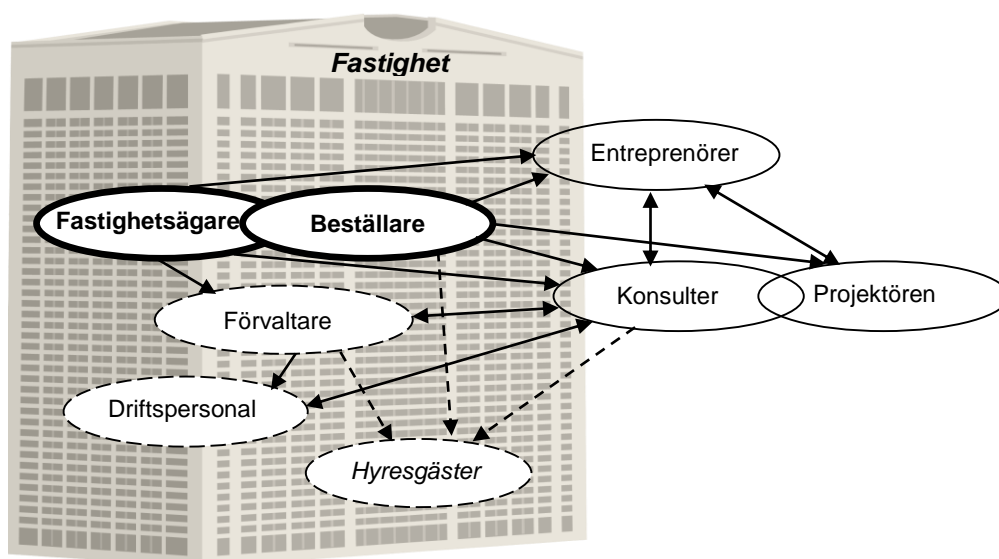 Fastighet
Entreprenörer
Fastighetsägare
Beställare
Konsulter
Projektören
Förvaltare
Driftspersonal
Hyresgäster